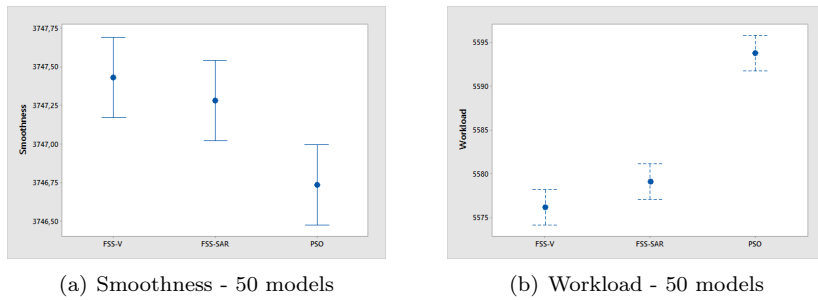 3747,75
3747,50
3747,25
3747,00
3746,75
3746,50
Smoothness
FSS-V FSS-SAR PSO
(a) Smoothness - 50 models
5595
5590
5585
5580
5575
Workload
FSS-V FSS-SAR PSO
(b) Workload - 50 models